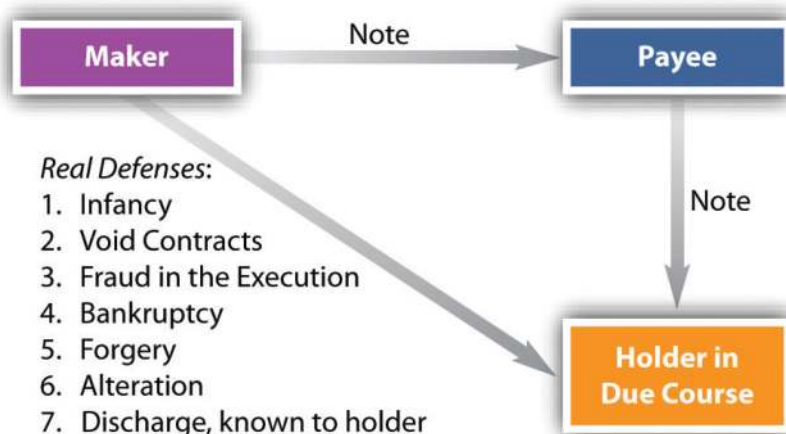 Maker
Note
Payee
Real Defenses:
1. Infancy
2. Void Contracts
3. Fraud in the Execution
4. Bankruptcy
5. Forgery
6. Alteration
7. Discharge, known to holder
Note
Holder in
Due Course